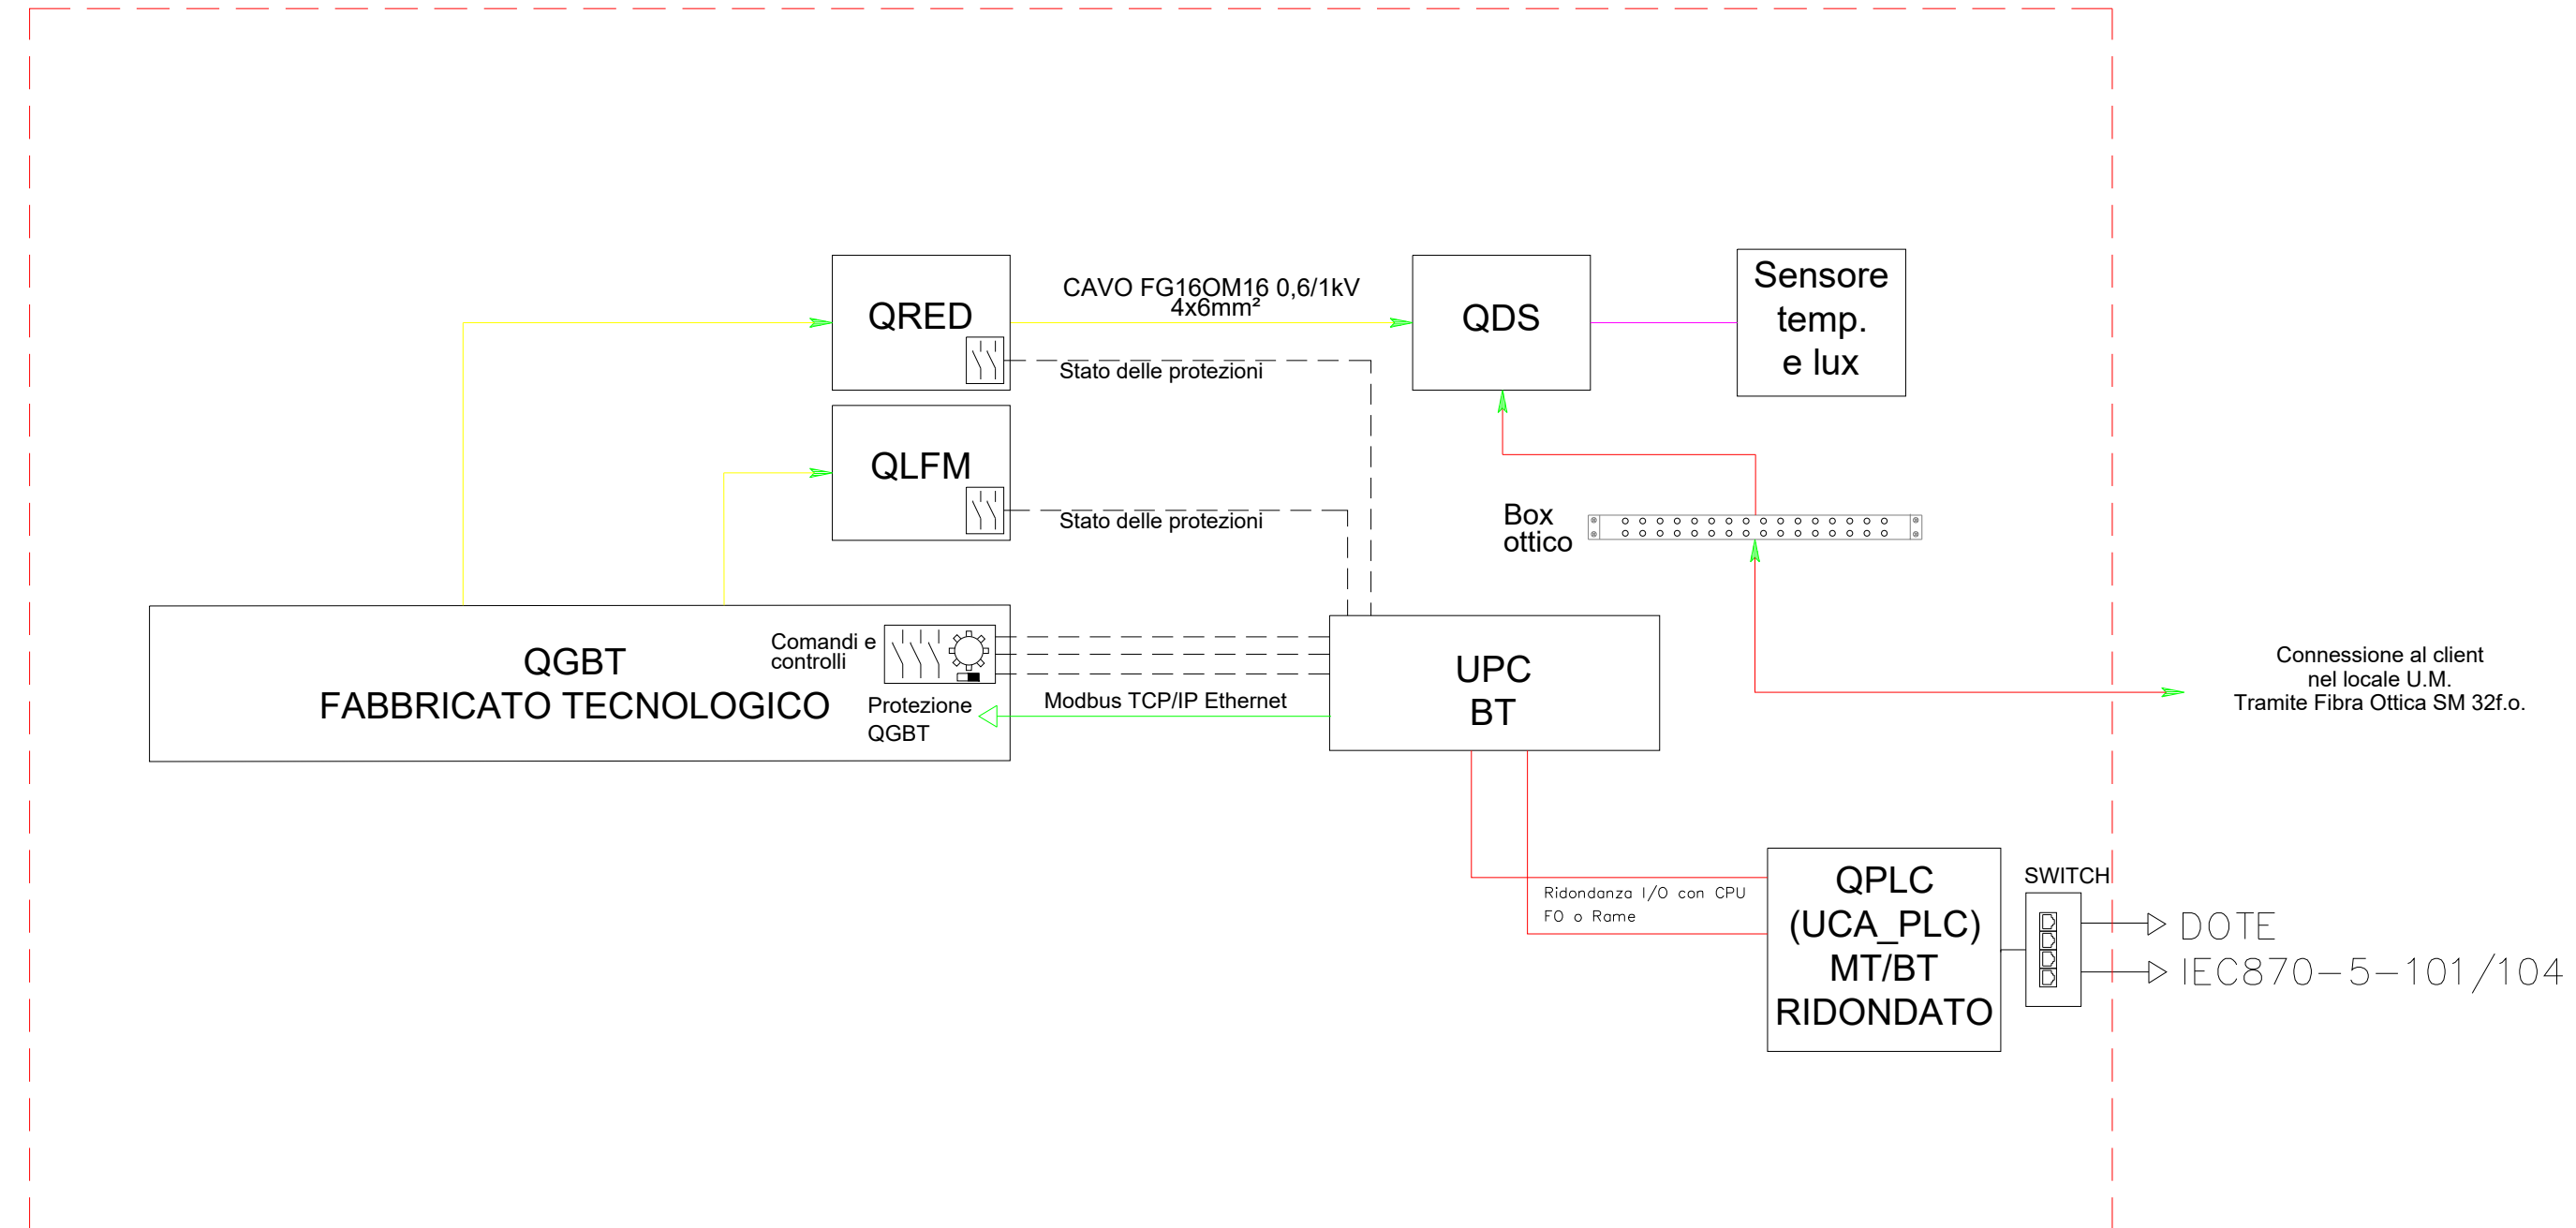 CAVO FG16OM16 0,6/1kV
4x6mm²
QRED
QDS
Sensore
temp.
e lux
Stato delle protezioni
QLFM
Stato delle protezioni
Box
ottico
Comandi e
controlli
QGBT
FABBRICATO TECNOLOGICO
Protezione
QGBT
Modbus TCP/IP Ethernet
UPC
BT
Connessione al client
nel locale U.M.
Tramite Fibra Ottica SM 32f.o.
Ridondanza I/O con CPU
FO o Rame
QPLC
(UCA_PLC)
MT/BT
RIDONDATO
SWITCH
DOTE
IEC870-5-101/104